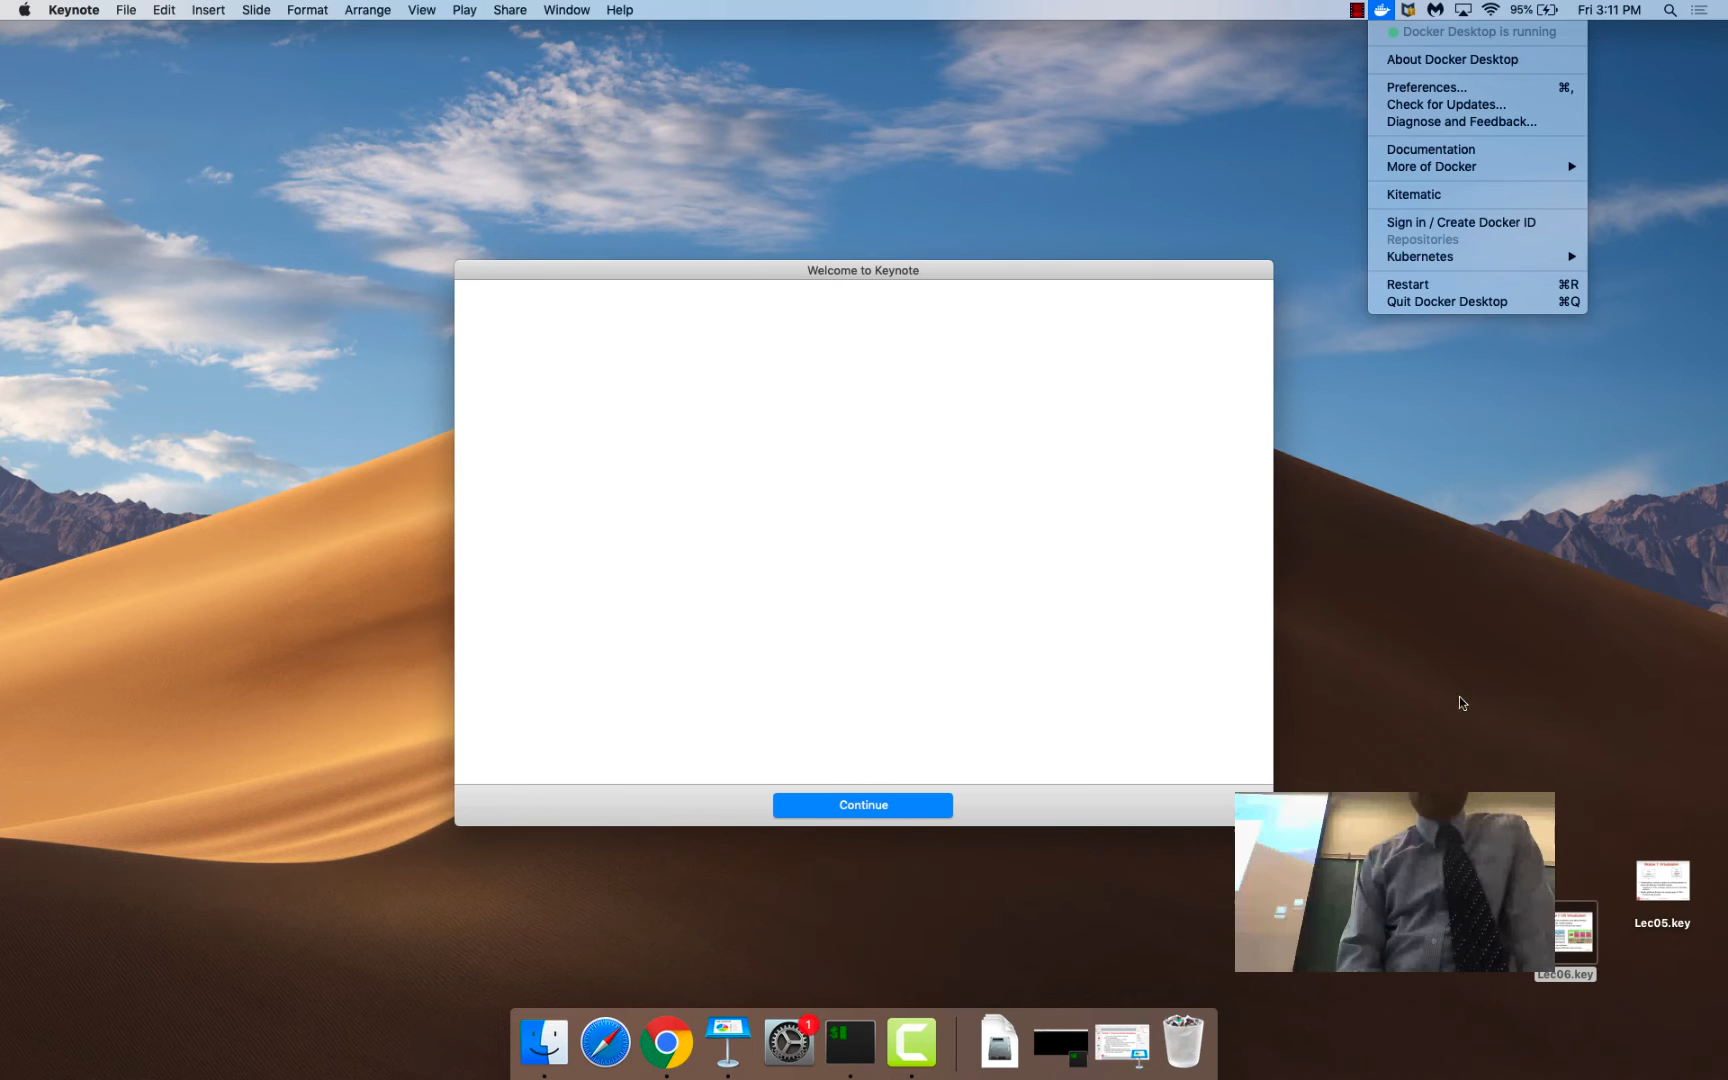 Keynote File Edit Insert Slide Format Arrange View Play Share Window Help 95% Fri 3:11 PM
Docker Desktop is running
About Docker Desktop
Preferences... ⌘,
Check for Updates...
Diagnose and Feedback...
Documentation
More of Docker
Kitematic
Sign in / Create Docker ID
Repositories
Kubernetes
Restart ⌘R
Quit Docker Desktop ⌘Q
Welcome to Keynote
Continue
Lec05.key
Lec06.key
1